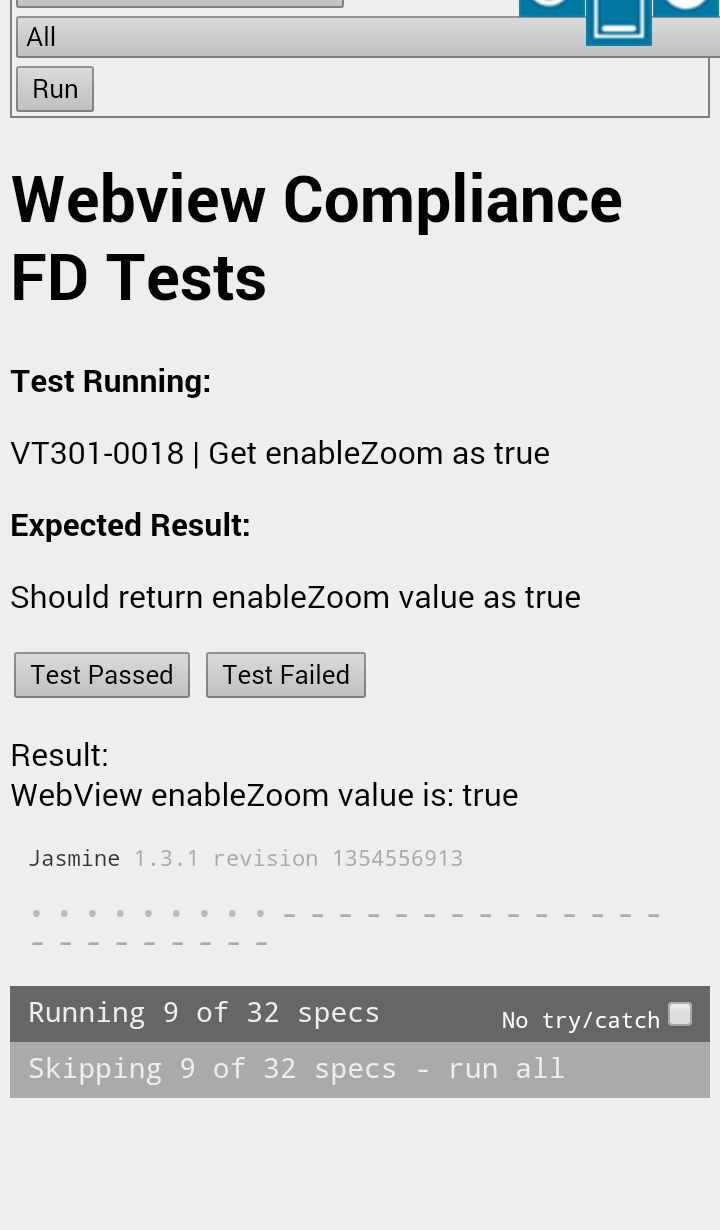 All
Run
Webview Compliance
FD Tests
Test Running:
VT301-0018 | Get enableZoom as true
Expected Result:
Should return enableZoom value as true
Test Passed Test Failed
Result:
WebView enableZoom value is: true
Jasmine 1.3.1 revision 1354556913
Running 9 of 32 specs No try/catch
Skipping 9 of 32 specs - run all